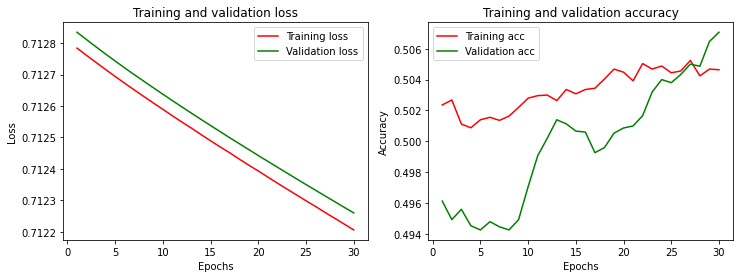 Training and validation loss
Training loss
Validation loss
0.7128
0.7127
0.7126
0.7125
0.7124
0.7123
0.7122
Loss
0 5 10 15 20 25 30
Epochs
Training and validation accuracy
Training acc
Validation acc
0.506
0.504
0.502
0.500
0.498
0.496
0.494
Accuracy
0 5 10 15 20 25 30
Epochs